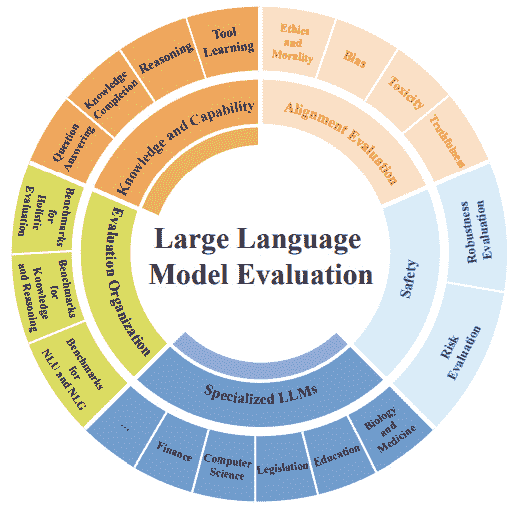 Large Language
Model Evaluation
Knowledge and Capability
Question
Answering
Knowledge
Completion
Reasoning
Tool
Learning
Alignment Evaluation
Ethics
and
Morality
Bias
Toxicity
Truthfulness
Safety
Robustness
Evaluation
Risk
Evaluation
Specialized LLMs
Biology
and
Medicine
Education
Legislation
Computer
Science
Finance
...
Evaluation Organization
Benchmarks
for
NLU and NLG
Benchmarks
for
Knowledge
and Reasoning
Benchmarks
for
Holistic
Evaluation